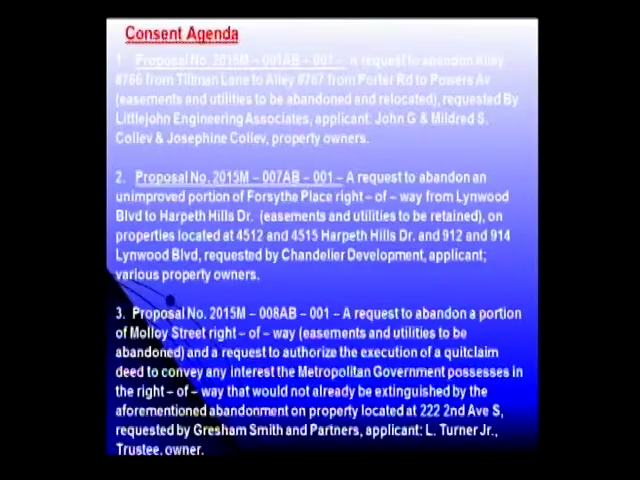 Consent Agenda
1. Proposal No. 2015M – 001AB – 001 – A request to abandon Alley
#766 from Tillman Lane to Alley #767 from Porter Rd to Powers Av
(easements and utilities to be abandoned and relocated), requested By
Littlejohn Engineering Associates, applicant: John G & Mildred S.
Colley & Josephine Colley, property owners.
2. Proposal No. 2015M – 007AB – 001 – A request to abandon an
unimproved portion of Forsythe Place right – of – way from Lynwood
Blvd to Harpeth Hills Dr. (easements and utilities to be retained), on
properties located at 4512 and 4515 Harpeth Hills Dr. and 912 and 914
Lynwood Blvd, requested by Chandelier Development, applicant;
various property owners.
3. Proposal No. 2015M – 008AB – 001 – A request to abandon a portion
of Molloy Street right – of – way (easements and utilities to be
abandoned) and a request to authorize the execution of a quitclaim
deed to convey any interest the Metropolitan Government possesses in
the right – of – way that would not already be extinguished by the
aforementioned abandonment on property located at 222 2nd Ave S,
requested by Gresham Smith and Partners, applicant: L. Turner Jr.,
Trustee, owner.